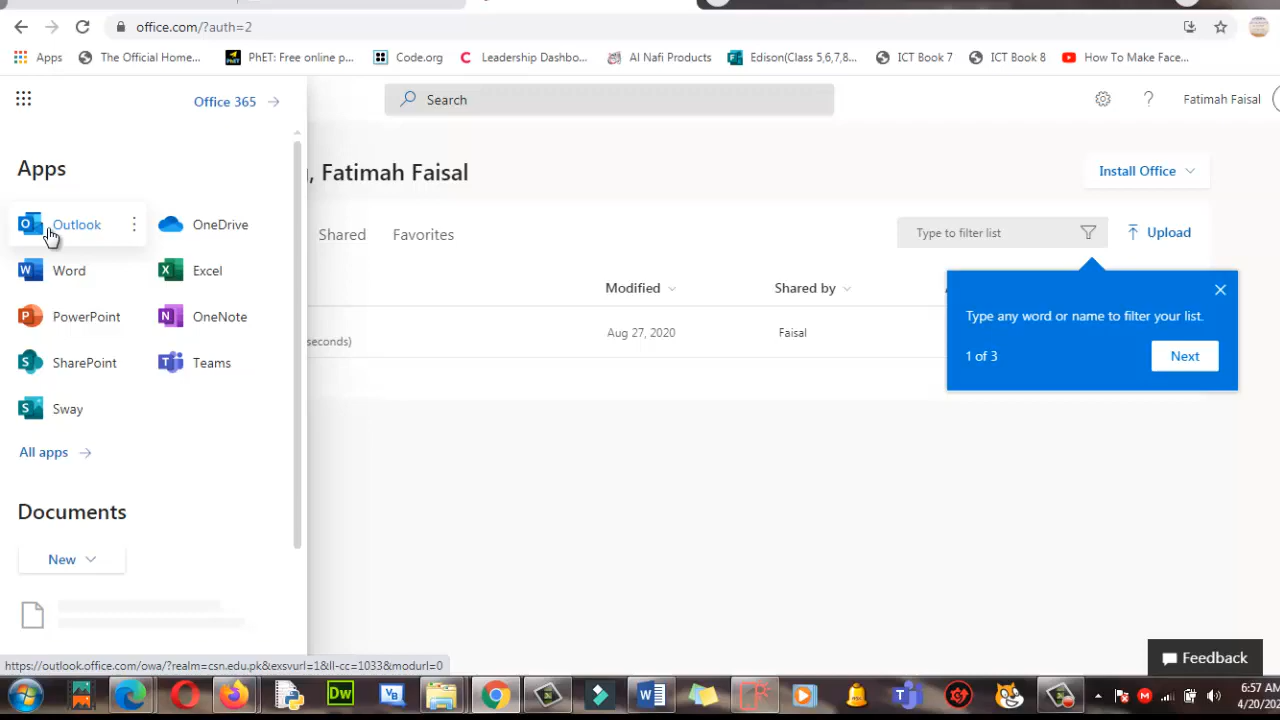 office.com/?auth=2
Apps
The Official Home...
PhET: Free online p...
Code.org
Leadership Dashbo...
Al Nafi Products
Edison(Class 5,6,7,8...
ICT Book 7
ICT Book 8
How To Make Face...
Office 365
Search
Fatimah Faisal
Apps
, Fatimah Faisal
Install Office
Outlook
OneDrive
Shared
Favorites
Type to filter list
Upload
Word
Excel
Modified
Shared by
PowerPoint
OneNote
seconds)
Aug 27, 2020
Faisal
Type any word or name to filter your list.
1 of 3
Next
SharePoint
Teams
Sway
All apps
Documents
New
https://outlook.office.com/owa/?realm=csn.edu.pk&exsvurl=1&ll-cc=1033&modurl=0
Feedback
Dw
VB
6:57 AM
4/20/20